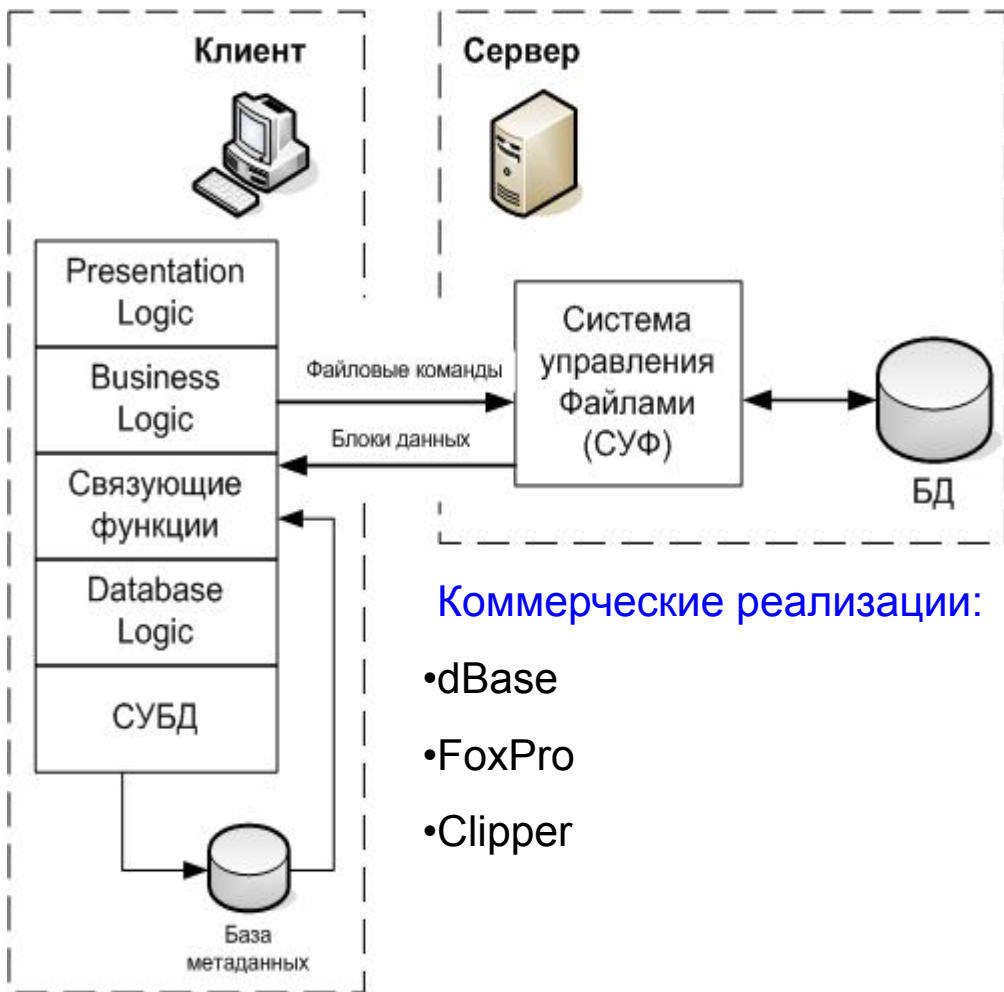 Клиент
Presentation
Logic
Business
Logic
Связующие
функции
Database
Logic
СУБД
База
метаданных
Файловые команды
Блоки данных
Сервер
Система
управления
Файлами
(СУФ)
БД
Коммерческие реализации:
•dBase
•FoxPro
•Clipper